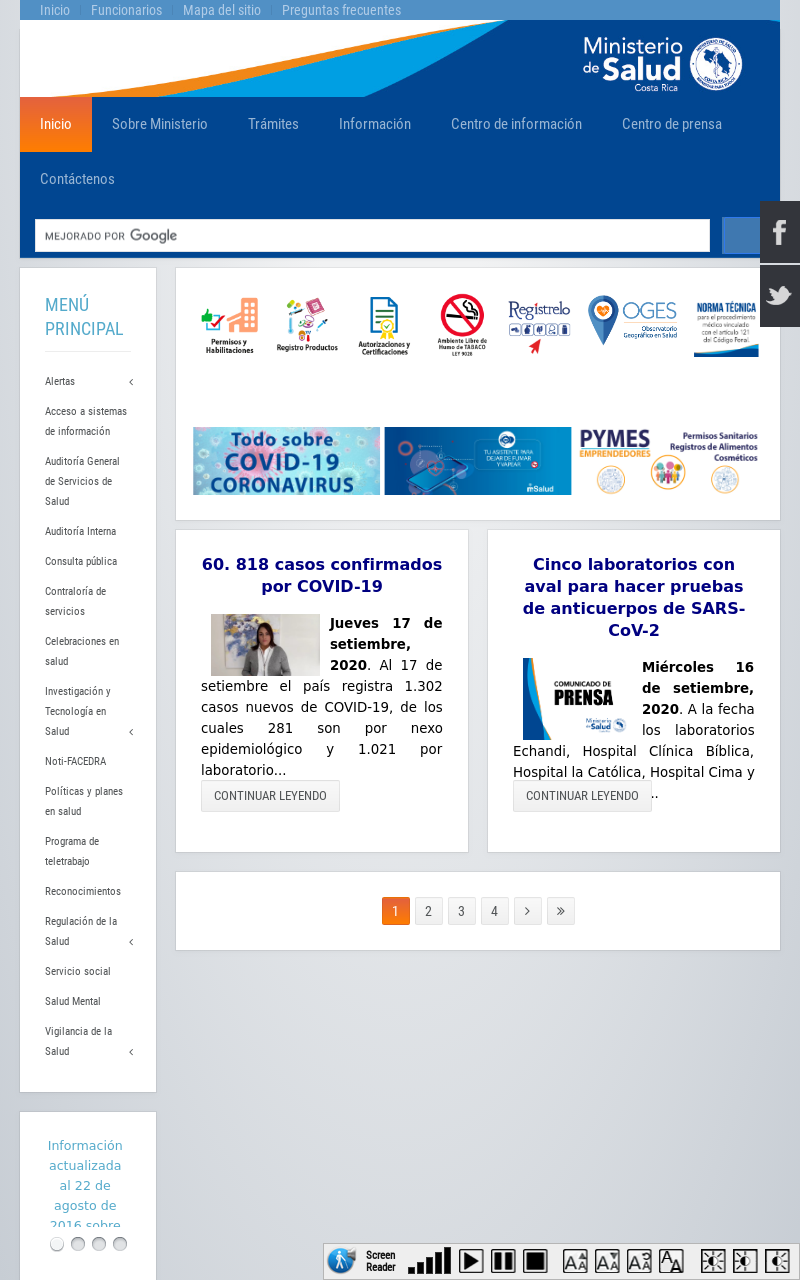 Inicio
Funcionarios
Mapa del sitio
Preguntas frecuentes
Ministerio
de Salud
Costa Rica
Inicio
Sobre Ministerio
Trámites
Información
Centro de información
Centro de prensa
Contáctenos
MEJORADO POR Google
MENÚ
PRINCIPAL
Alertas
Acceso a sistemas
de información
Auditoría General
de Servicios de
Salud
Auditoría Interna
Consulta pública
Contraloría de
servicios
Celebraciones en
salud
Investigación y
Tecnología en
Salud
Noti-FACEDRA
Políticas y planes
en salud
Programa de
teletrabajo
Reconocimientos
Regulación de la
Salud
Servicio social
Salud Mental
Vigilancia de la
Salud
Información
actualizada
al 22 de
agosto de
2016 sobre
Permisos y
Habilitaciones
Registro Productos
Autorizaciones y
Certificaciones
Ambiente Libre de
Humo de TABACO
LEY 9028
Regístrelo
OGES
Observatorio
Geográfico en Salud
NORMA TÉCNICA
para el procedimiento
médico vinculado
con el artículo 121
del Código Penal.
Todo sobre
COVID-19
CORONAVIRUS
TU ASISTENTE PARA
DEJAR DE FUMAR
Y VAPEAR
mSalud
PYMES
EMPRENDEDORES
Permisos Sanitarios
Registros de Alimentos
Cosméticos
60. 818 casos confirmados
por COVID-19
Jueves 17 de
setiembre,
2020. Al 17 de
setiembre el país registra 1.302
casos nuevos de COVID-19, de los
cuales 281 son por nexo
epidemiológico y 1.021 por
laboratorio...
CONTINUAR LEYENDO
Cinco laboratorios con
aval para hacer pruebas
de anticuerpos de SARS-
CoV-2
COMUNICADO DE
PRENSA
Ministerio
de Salud
Miércoles 16
de setiembre,
2020. A la fecha
los laboratorios
Echandi, Hospital Clínica Bíblica,
Hospital la Católica, Hospital Cima y
..
CONTINUAR LEYENDO
1 2 3 4
Screen
Reader